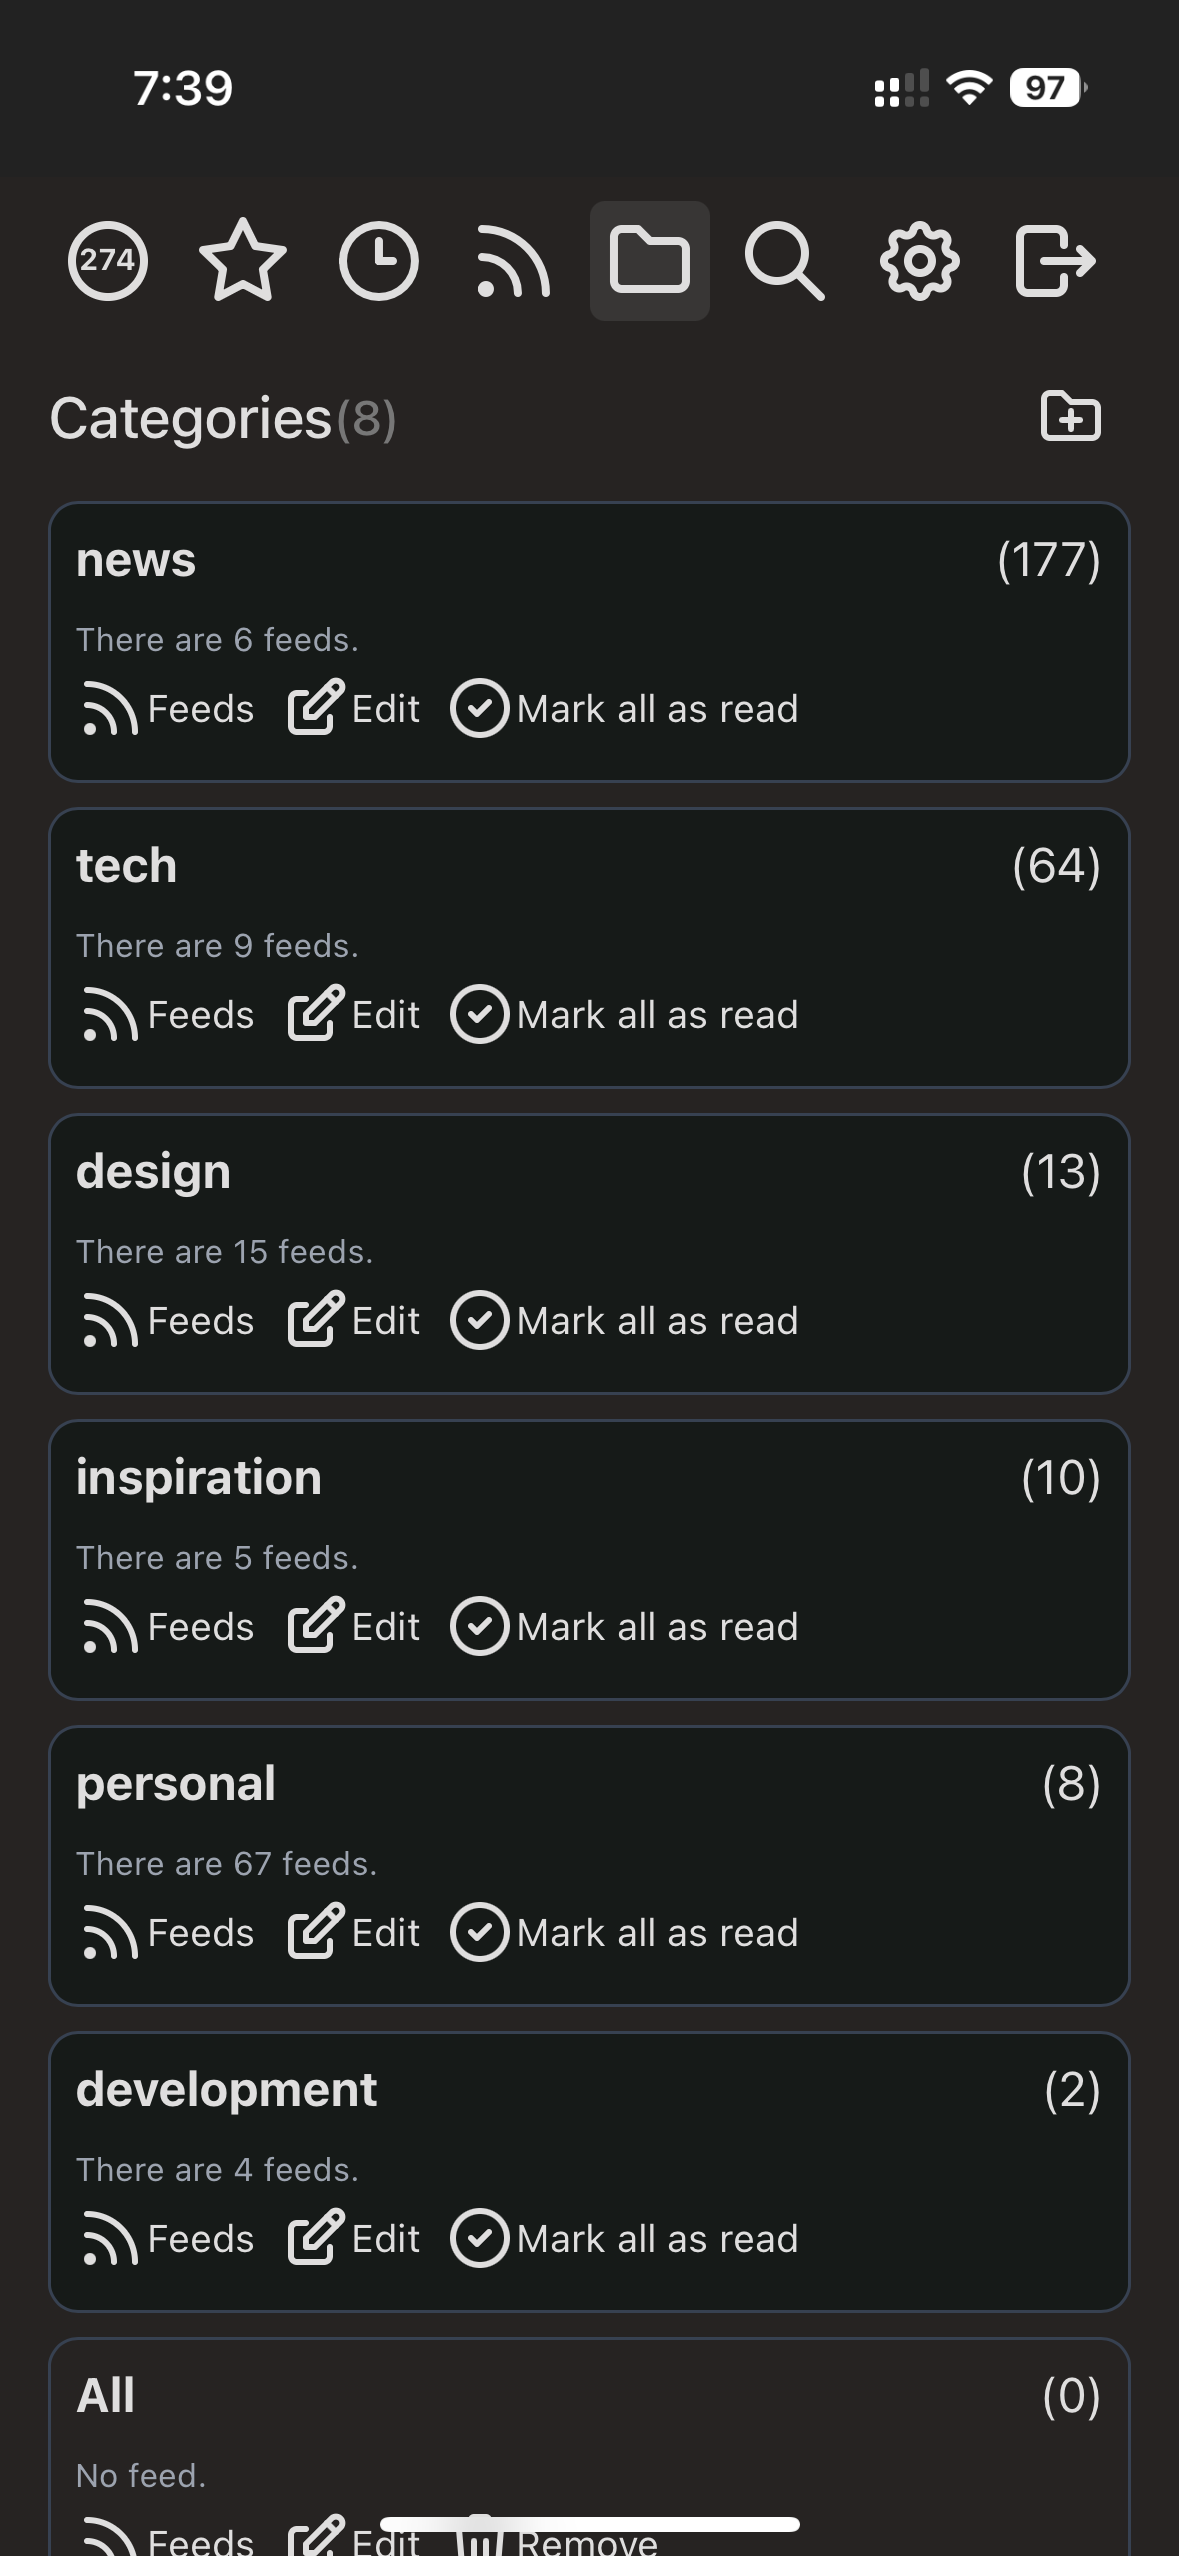 7:39
97
274
Categories(8)
news (177)
There are 6 feeds.
Feeds Edit Mark all as read
tech (64)
There are 9 feeds.
Feeds Edit Mark all as read
design (13)
There are 15 feeds.
Feeds Edit Mark all as read
inspiration (10)
There are 5 feeds.
Feeds Edit Mark all as read
personal (8)
There are 67 feeds.
Feeds Edit Mark all as read
development (2)
There are 4 feeds.
Feeds Edit Mark all as read
All (0)
No feed.
Feeds Edit Remove